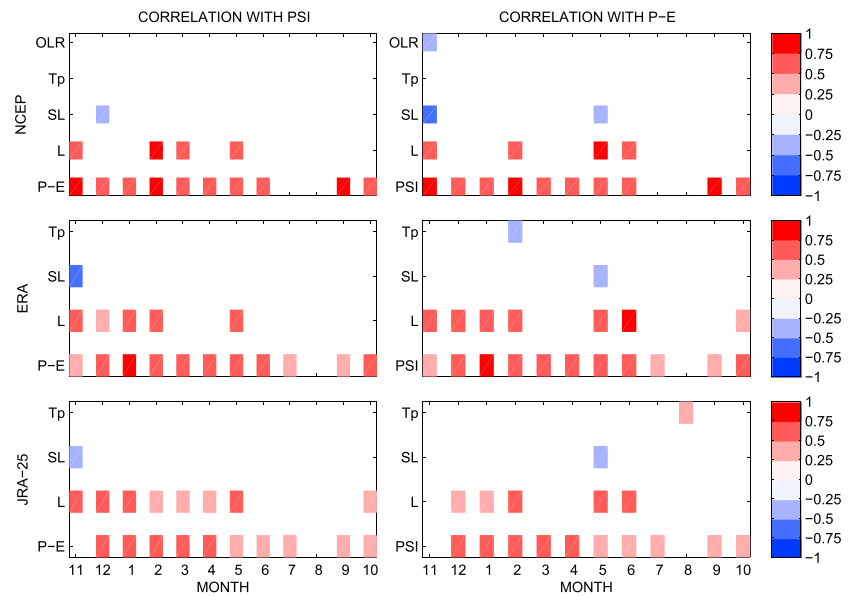 CORRELATION WITH PSI
CORRELATION WITH P−E
NCEP
OLR
Tp
SL
L
P−E
OLR
Tp
SL
L
PSI
1
0.75
0.5
0.25
0
−0.25
−0.5
−0.75
−1
ERA
Tp
SL
L
P−E
Tp
SL
L
PSI
1
0.75
0.5
0.25
0
−0.25
−0.5
−0.75
−1
JRA−25
Tp
SL
L
P−E
Tp
SL
L
PSI
1
0.75
0.5
0.25
0
−0.25
−0.5
−0.75
−1
11 12 1 2 3 4 5 6 7 8 9 10
11 12 1 2 3 4 5 6 7 8 9 10
MONTH
MONTH